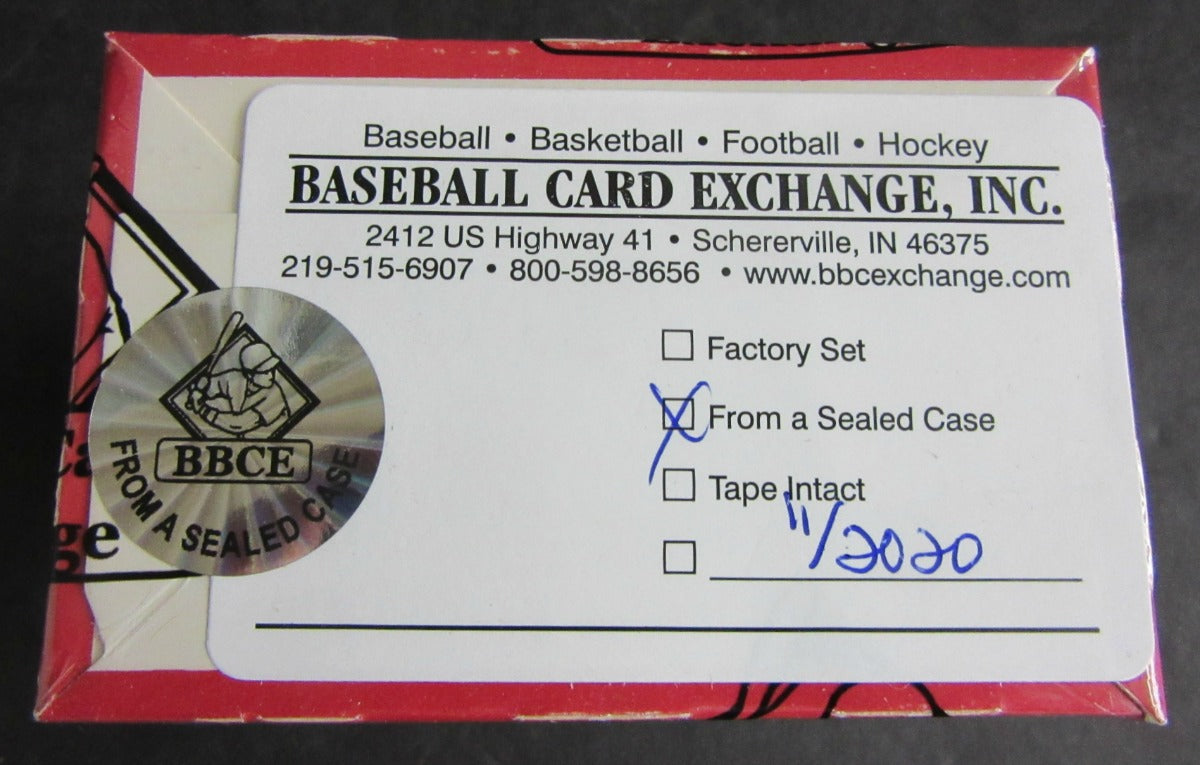 Baseball • Basketball • Football • Hockey
BASEBALL CARD EXCHANGE, INC.
2412 US Highway 41 • Schererville, IN 46375
219-515-6907 • 800-598-8656 • www.bbcexchange.com
Factory Set
X From a Sealed Case
Tape Intact
11/2020
BBCE
FROM A SEALED CASE
ge